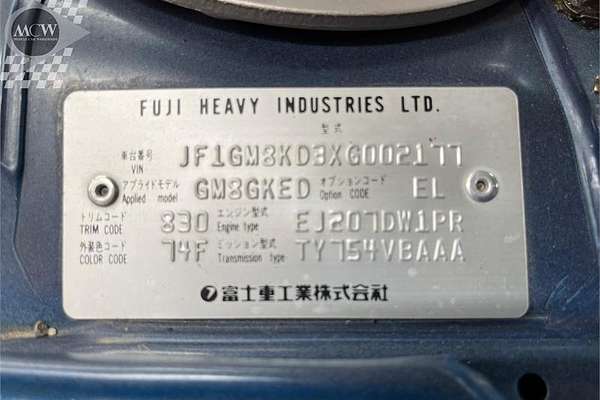 MCW
FUJI HEAVY INDUSTRIES LTD.
型式
車台番号 JF1GM8KD3XG002177
VIN
アプライドモデル GM8GKED オプションコード EL
Applied model Option CODE
トリムコード 830 エンジン型式 EJ207DW1PR
TRIM CODE Engine type
外装色コード 74F ミッション型式 TY754VBAAA
COLOR CODE Transmission type
富士重工業株式会社